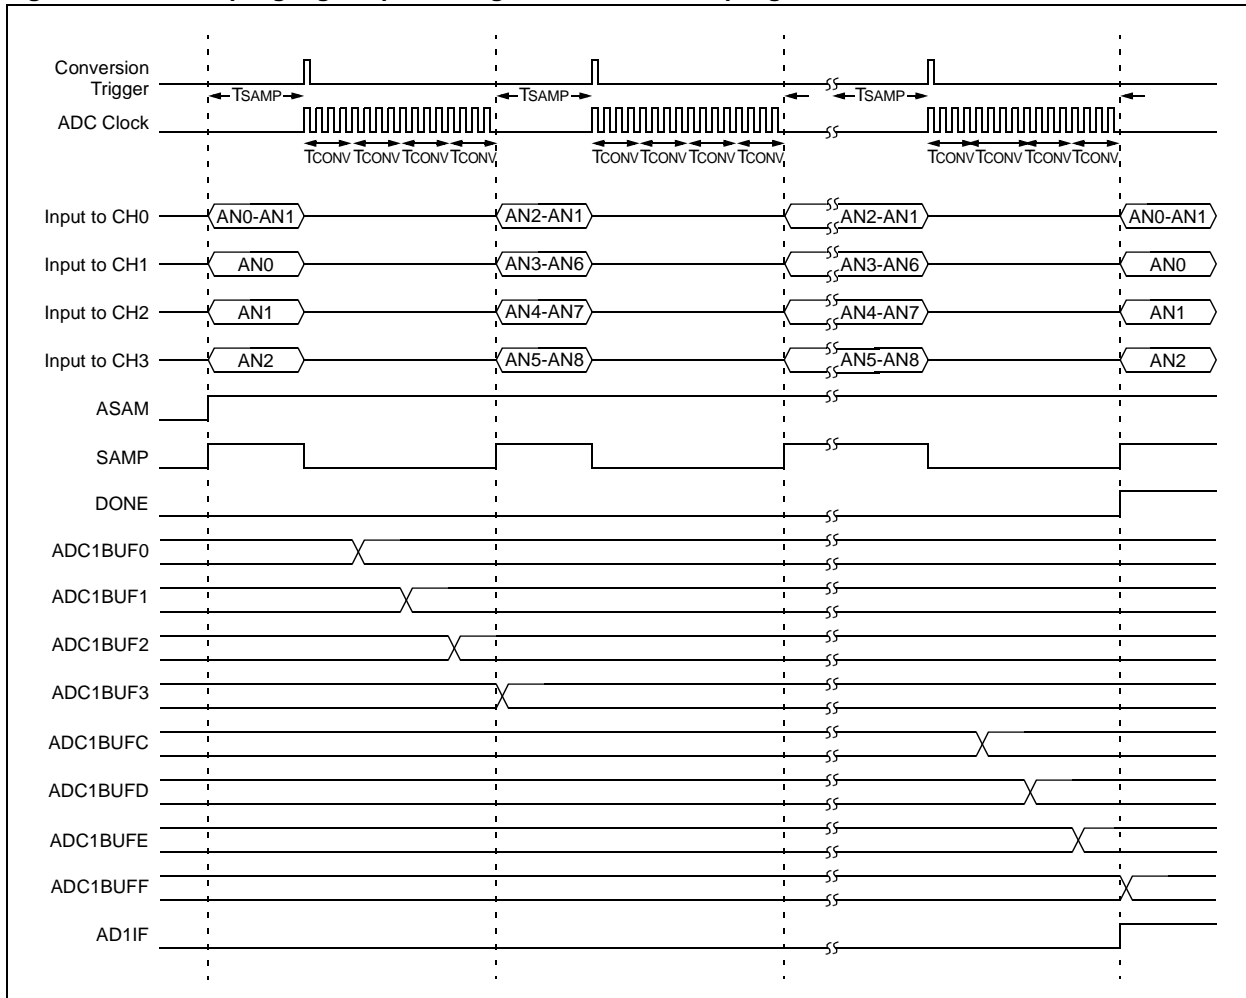 Conversion
Trigger
TSAMP TSAMP TSAMP
ADC Clock
TCONV TCONV TCONV TCONV TCONV TCONV TCONV TCONV TCONV TCONV TCONV TCONV
Input to CH0 AN0-AN1 AN2-AN1 AN2-AN1 AN0-AN1
Input to CH1 AN0 AN3-AN6 AN3-AN6 AN0
Input to CH2 AN1 AN4-AN7 AN4-AN7 AN1
Input to CH3 AN2 AN5-AN8 AN5-AN8 AN2
ASAM
SAMP
DONE
ADC1BUF0
ADC1BUF1
ADC1BUF2
ADC1BUF3
ADC1BUFC
ADC1BUFD
ADC1BUFE
ADC1BUFF
AD1IF